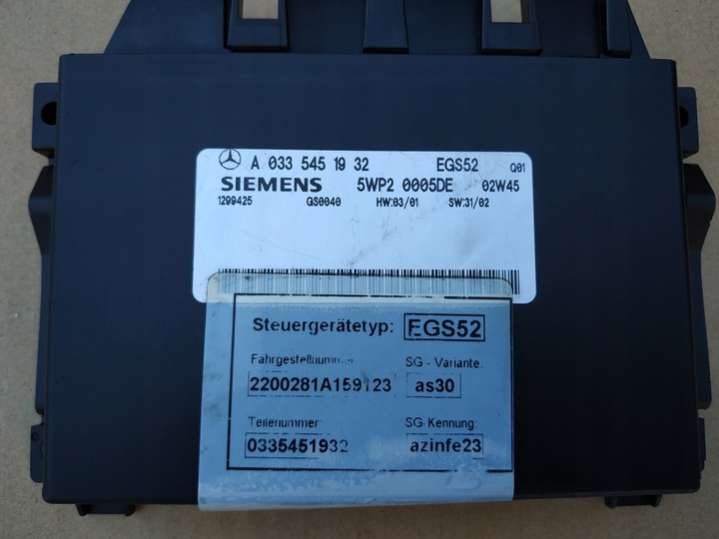 A 033 545 19 32 EGS52 Q01
SIEMENS 5WP2 0005DE 02W45
1299425 GS0040 HW:03/01 SW:31/02
Steuergerätetyp: EGS52
Fahrgestellnummer SG - Variante:
2200281A159123 as30
Teilenummer: SG Kennung:
0335451932 azinfe23